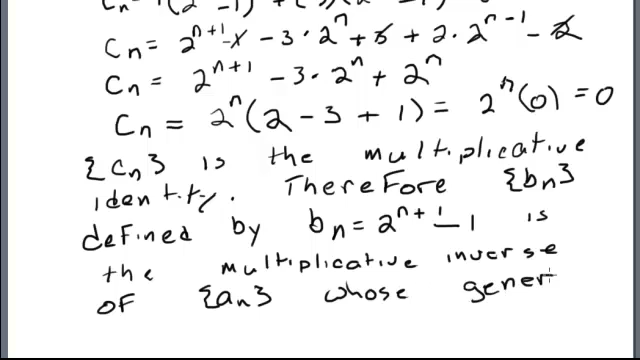 Cn = 2^{n+1} - 1 - 3 · 2^n + 3 + 2 · 2^{n-1} - 2
Cn = 2^{n+1} - 3 · 2^n + 2^n
Cn = 2^n (2 - 3 + 1) = 2^n (0) = 0
{Cn} is the multiplicative
identity. Therefore {bn}
defined by bn = 2^{n+1} - 1 is
the multiplicative inverse
of {an} whose gener